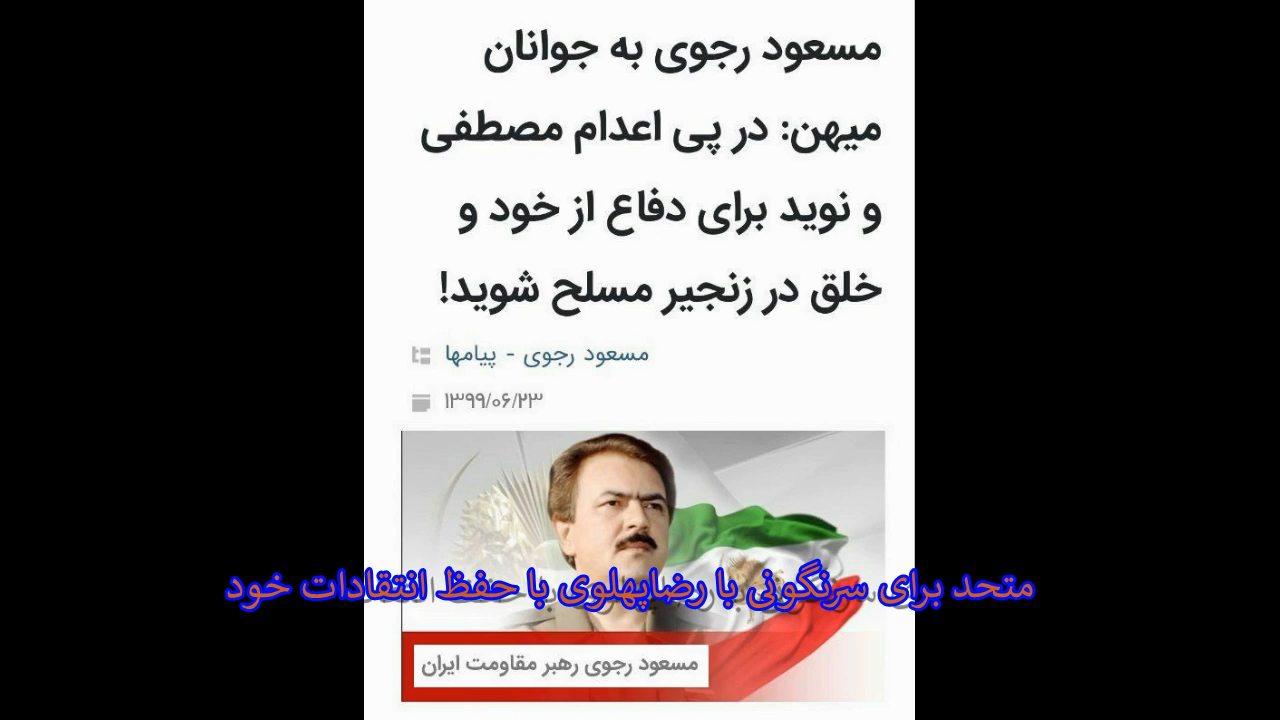 مسعود رجوی به جوانان
میهن: در پی اعدام مصطفی
و نوید برای دفاع از خود و
خلق در زنجیر مسلح شوید!
مسعود رجوی - پیامها
۱۳۹۹/۰۶/۲۳
متحد برای سرنگونی با رضاپهلوی با حفظ انتقادات خود
مسعود رجوی رهبر مقاومت ایران